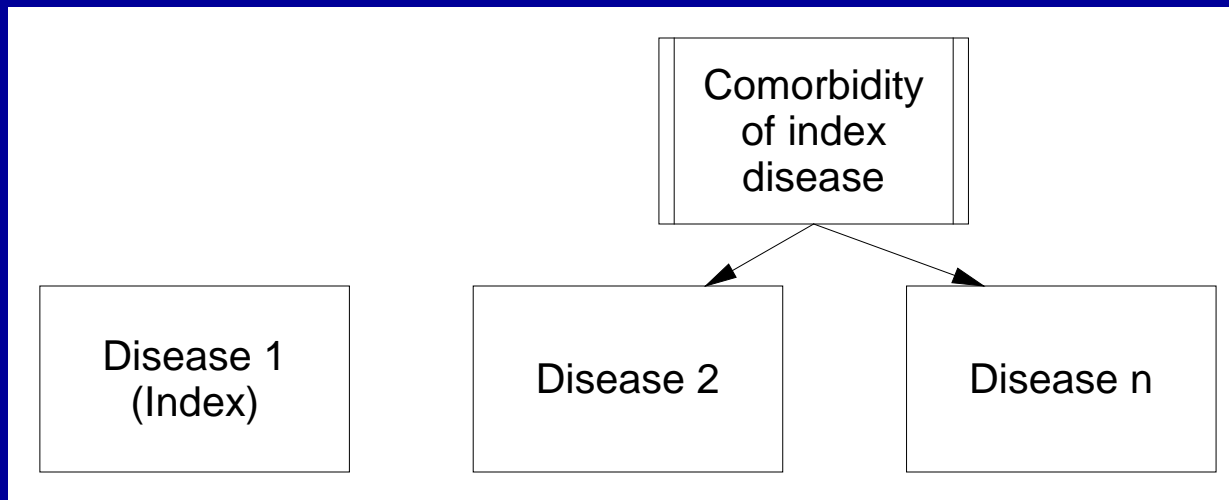 Comorbidity
of index
disease
Disease 1
(Index)
Disease 2
Disease n